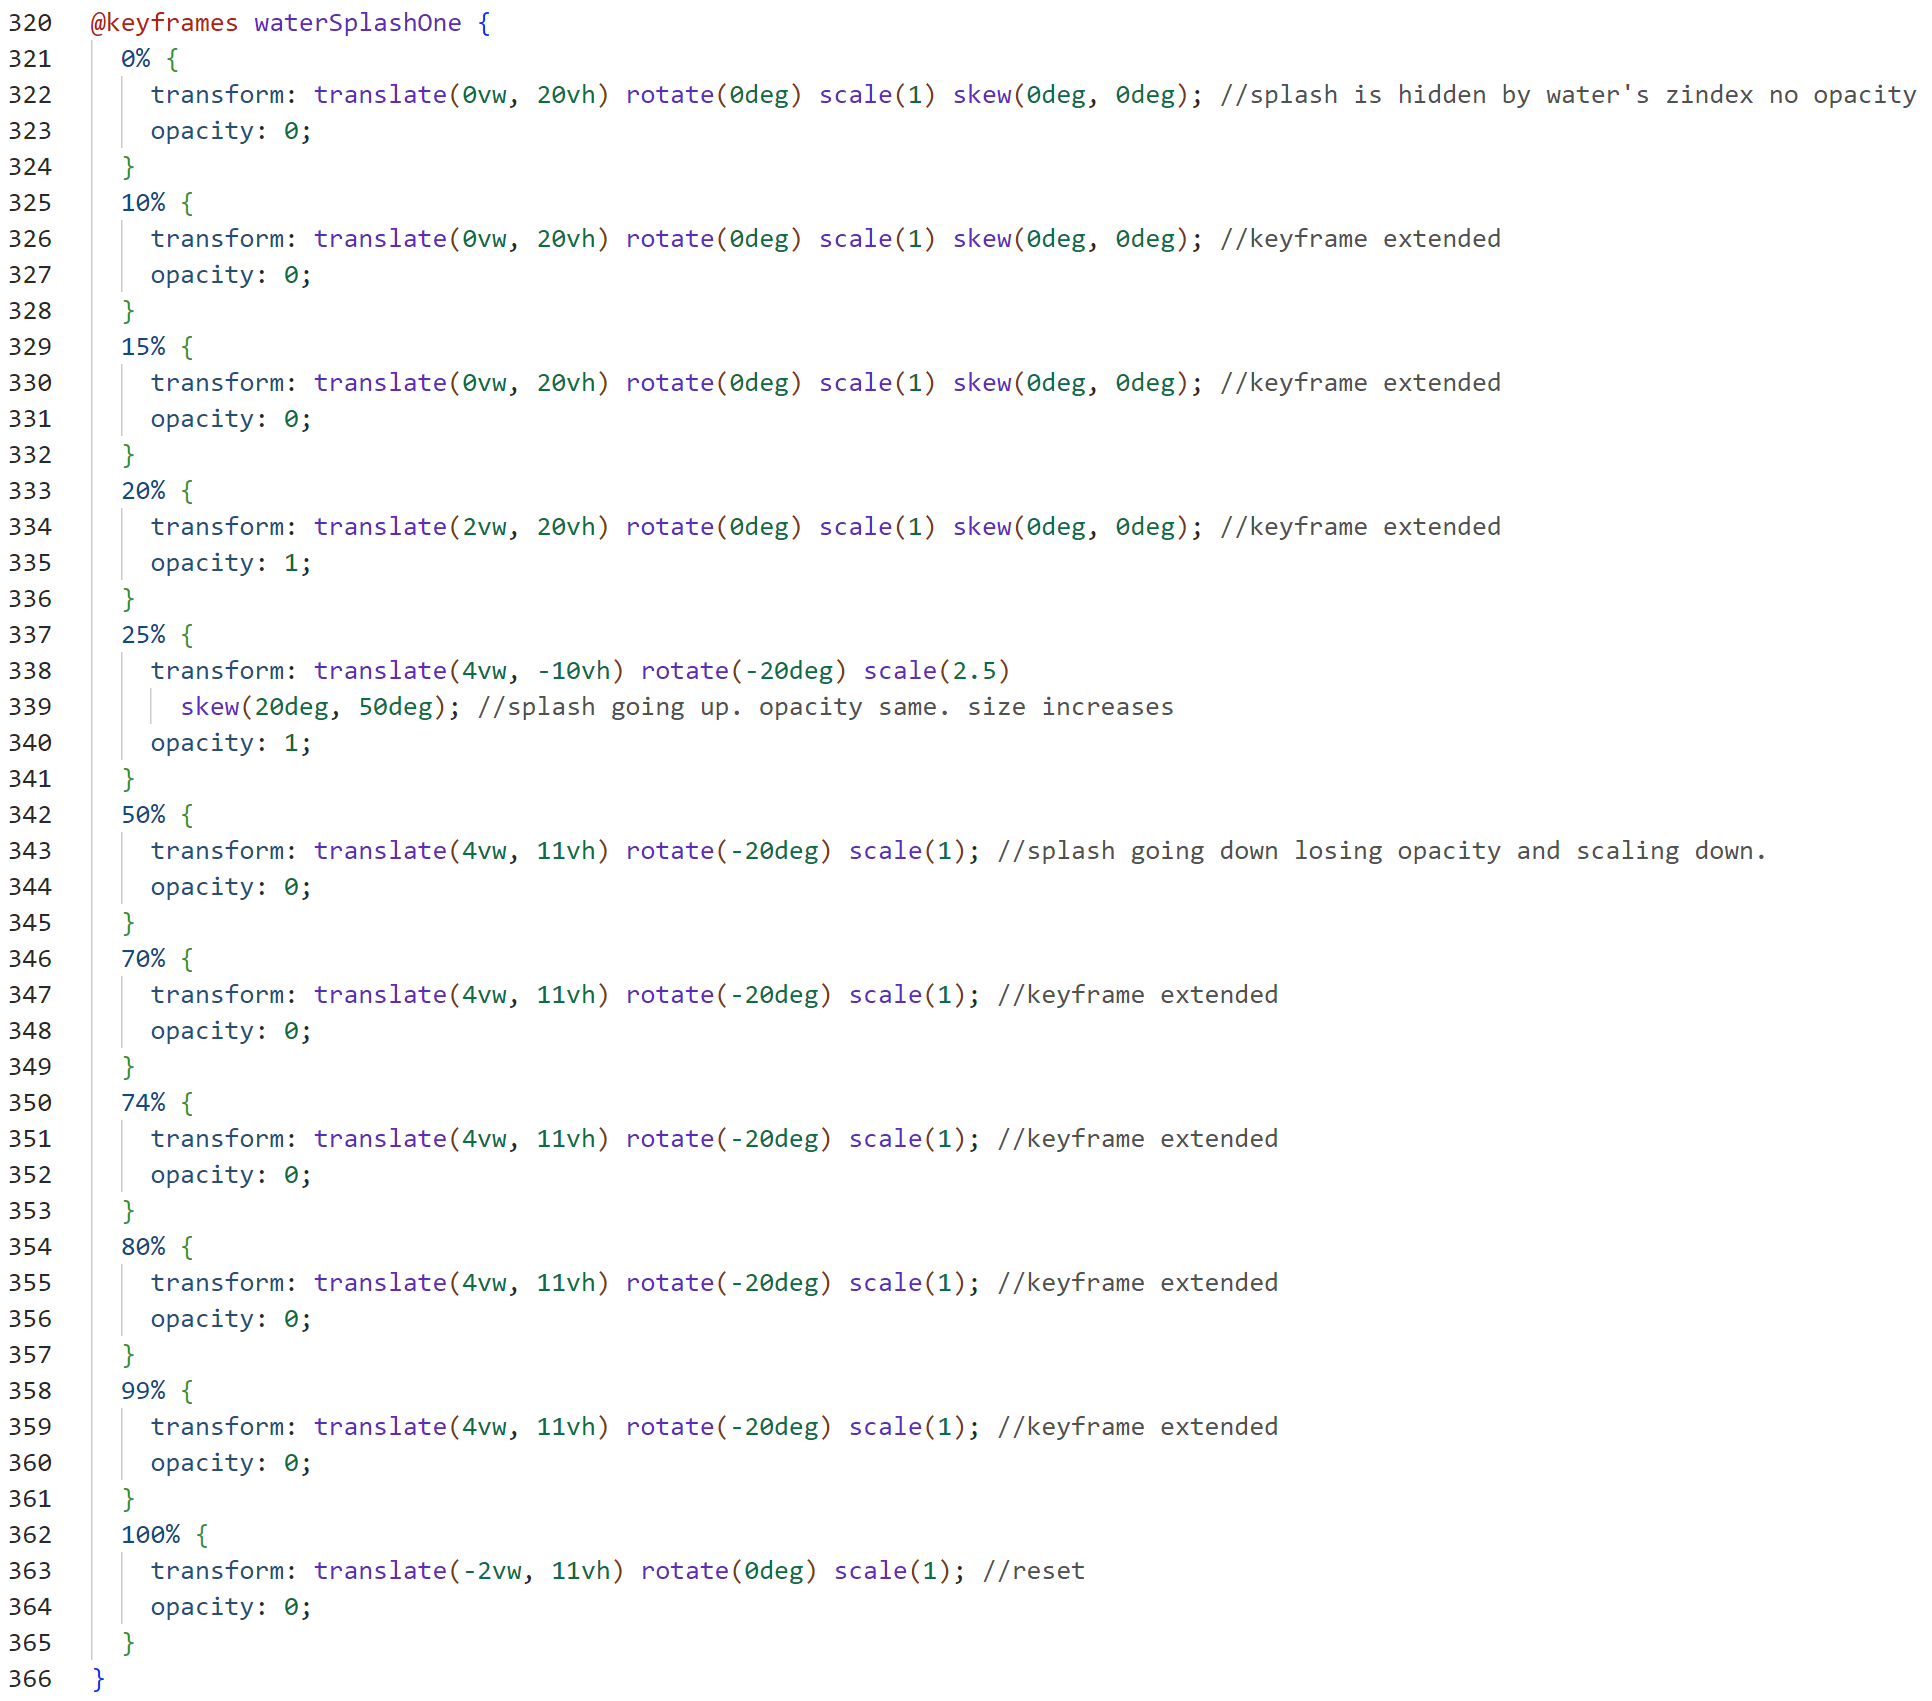 320 @keyframes waterSplashOne {
321 0% {
322 transform: translate(0vw, 20vh) rotate(0deg) scale(1) skew(0deg, 0deg); //splash is hidden by water's zindex no opacity
323 opacity: 0;
324 }
325 10% {
326 transform: translate(0vw, 20vh) rotate(0deg) scale(1) skew(0deg, 0deg); //keyframe extended
327 opacity: 0;
328 }
329 15% {
330 transform: translate(0vw, 20vh) rotate(0deg) scale(1) skew(0deg, 0deg); //keyframe extended
331 opacity: 0;
332 }
333 20% {
334 transform: translate(2vw, 20vh) rotate(0deg) scale(1) skew(0deg, 0deg); //keyframe extended
335 opacity: 1;
336 }
337 25% {
338 transform: translate(4vw, -10vh) rotate(-20deg) scale(2.5)
339 skew(20deg, 50deg); //splash going up. opacity same. size increases
340 opacity: 1;
341 }
342 50% {
343 transform: translate(4vw, 11vh) rotate(-20deg) scale(1); //splash going down losing opacity and scaling down.
344 opacity: 0;
345 }
346 70% {
347 transform: translate(4vw, 11vh) rotate(-20deg) scale(1); //keyframe extended
348 opacity: 0;
349 }
350 74% {
351 transform: translate(4vw, 11vh) rotate(-20deg) scale(1); //keyframe extended
352 opacity: 0;
353 }
354 80% {
355 transform: translate(4vw, 11vh) rotate(-20deg) scale(1); //keyframe extended
356 opacity: 0;
357 }
358 99% {
359 transform: translate(4vw, 11vh) rotate(-20deg) scale(1); //keyframe extended
360 opacity: 0;
361 }
362 100% {
363 transform: translate(-2vw, 11vh) rotate(0deg) scale(1); //reset
364 opacity: 0;
365 }
366 }